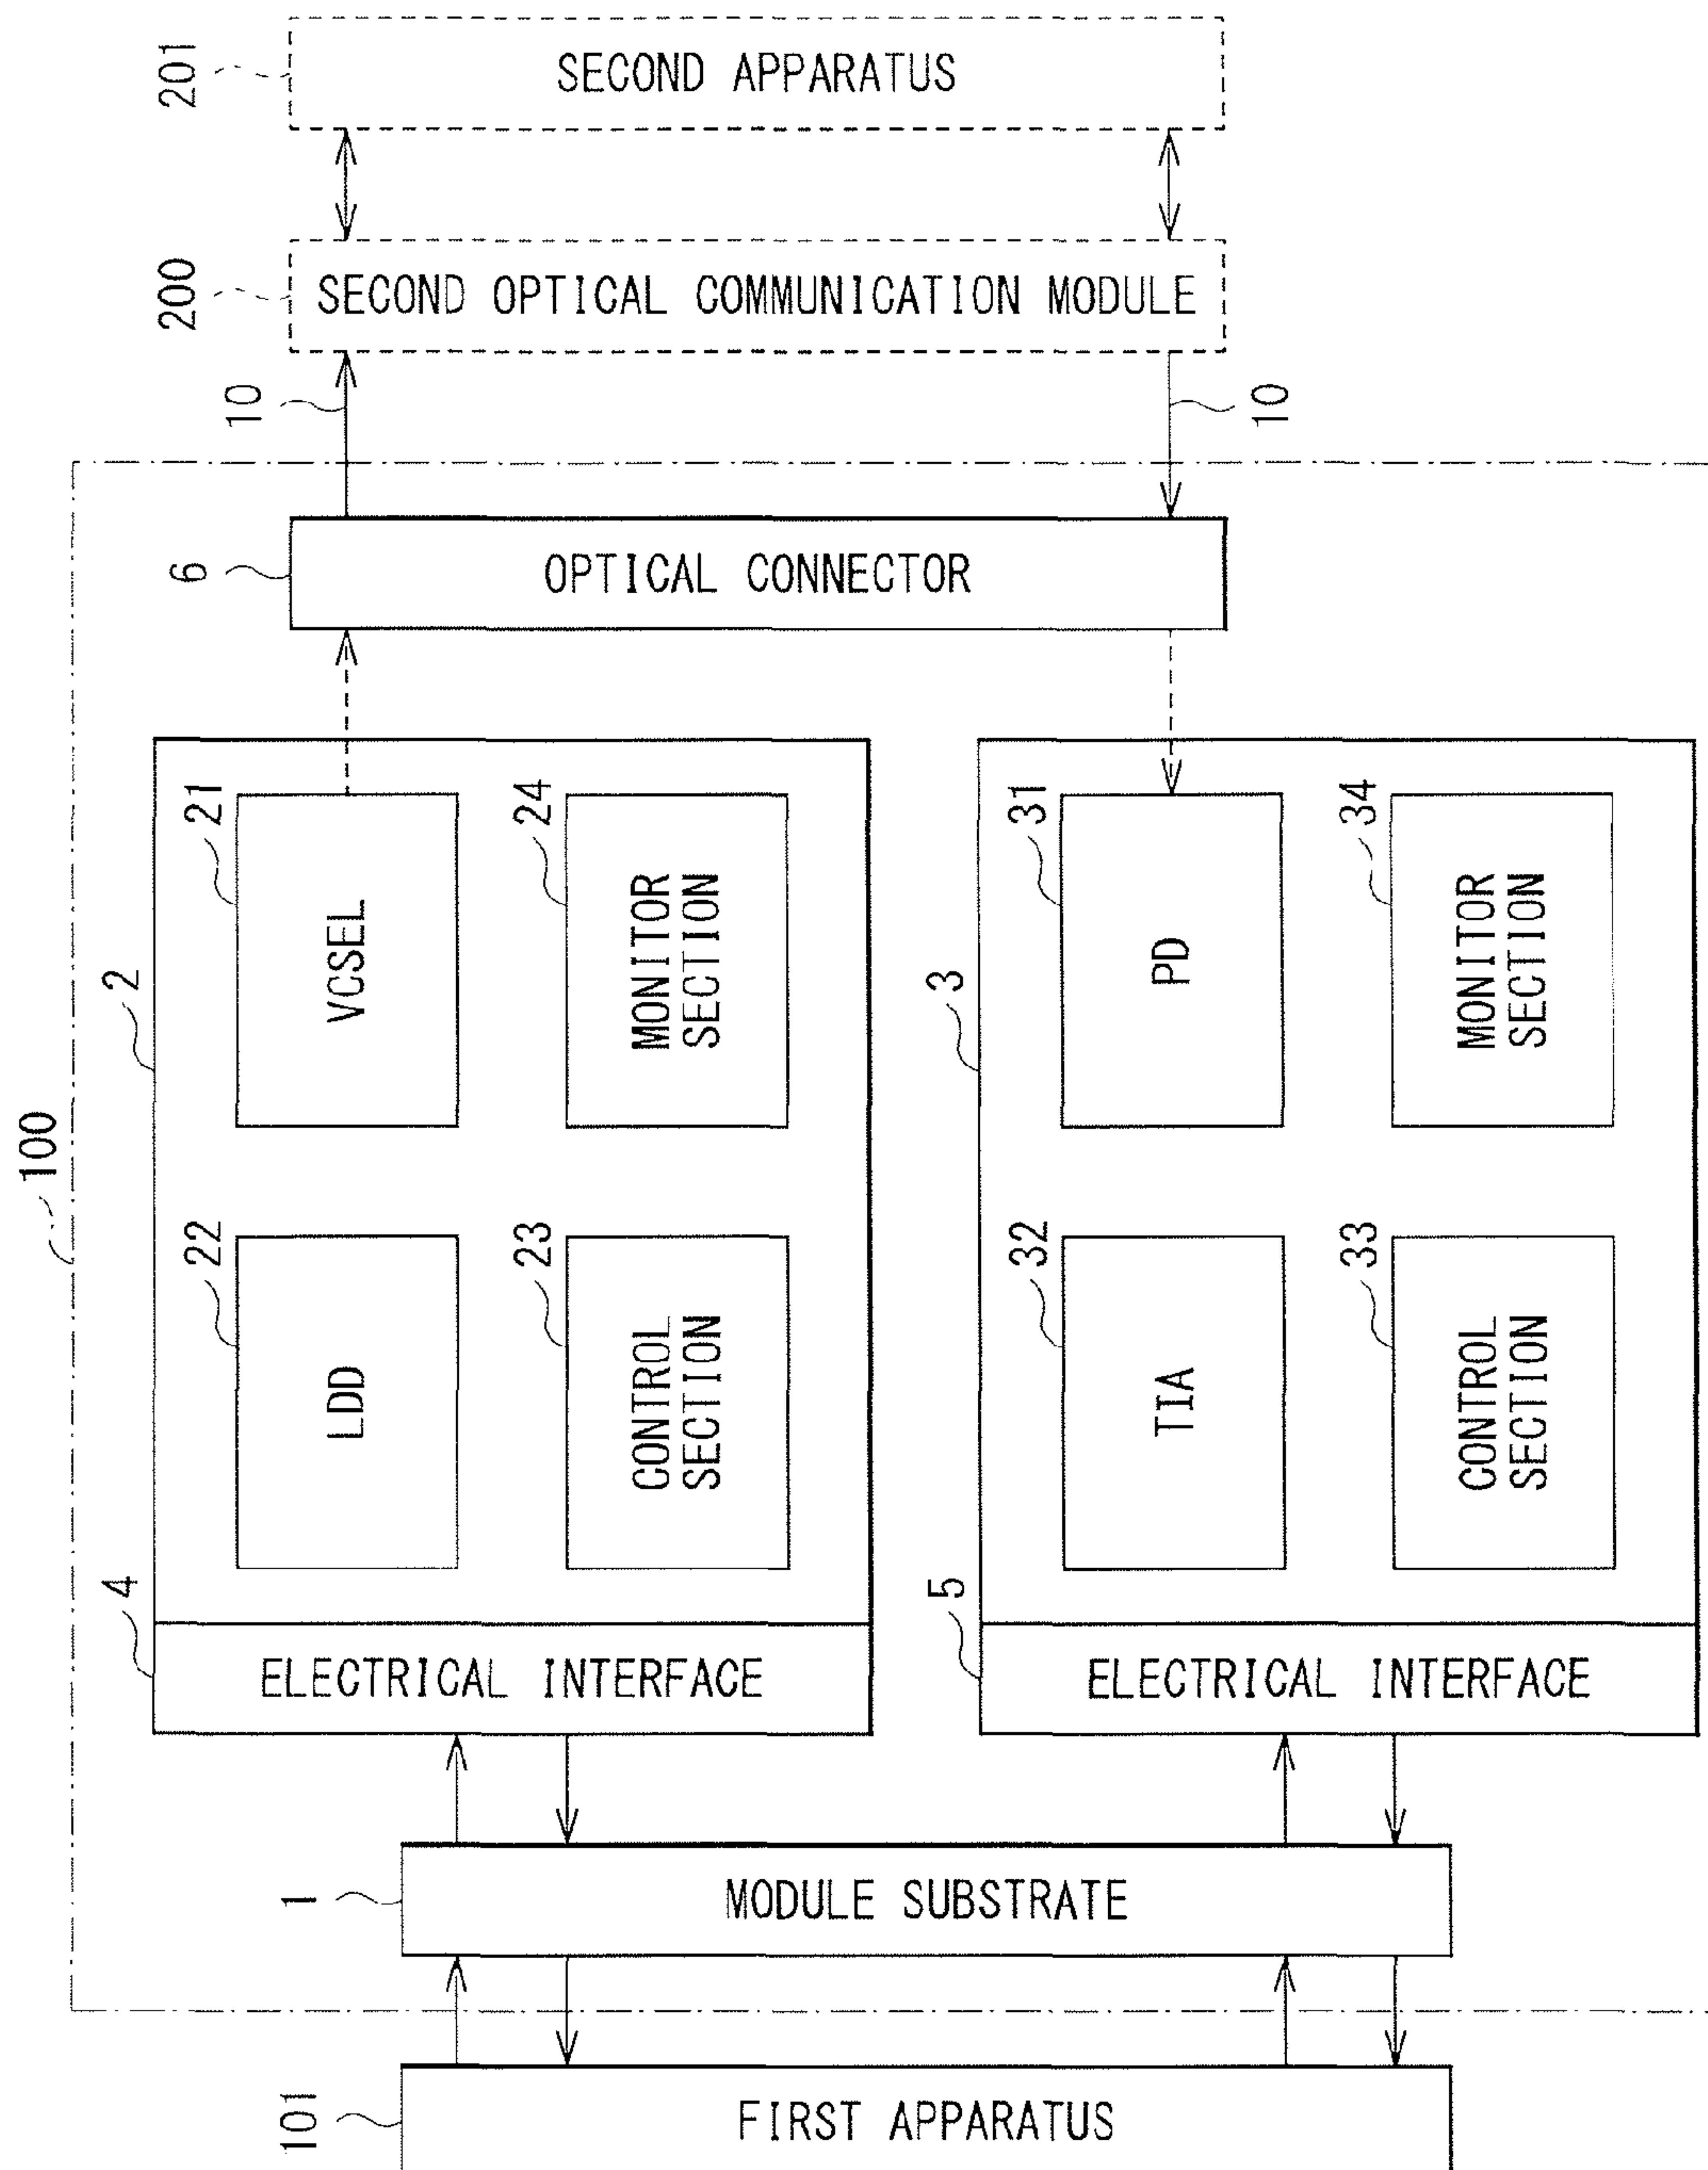 201
SECOND APPARATUS
200
SECOND OPTICAL COMMUNICATION MODULE
10
10
6
OPTICAL CONNECTOR
100
2
21
VCSEL
24
MONITOR
SECTION
22
LDD
23
CONTROL
SECTION
4
ELECTRICAL INTERFACE
3
31
PD
34
MONITOR
SECTION
32
TIA
33
CONTROL
SECTION
5
ELECTRICAL INTERFACE
1
MODULE SUBSTRATE
101
FIRST APPARATUS